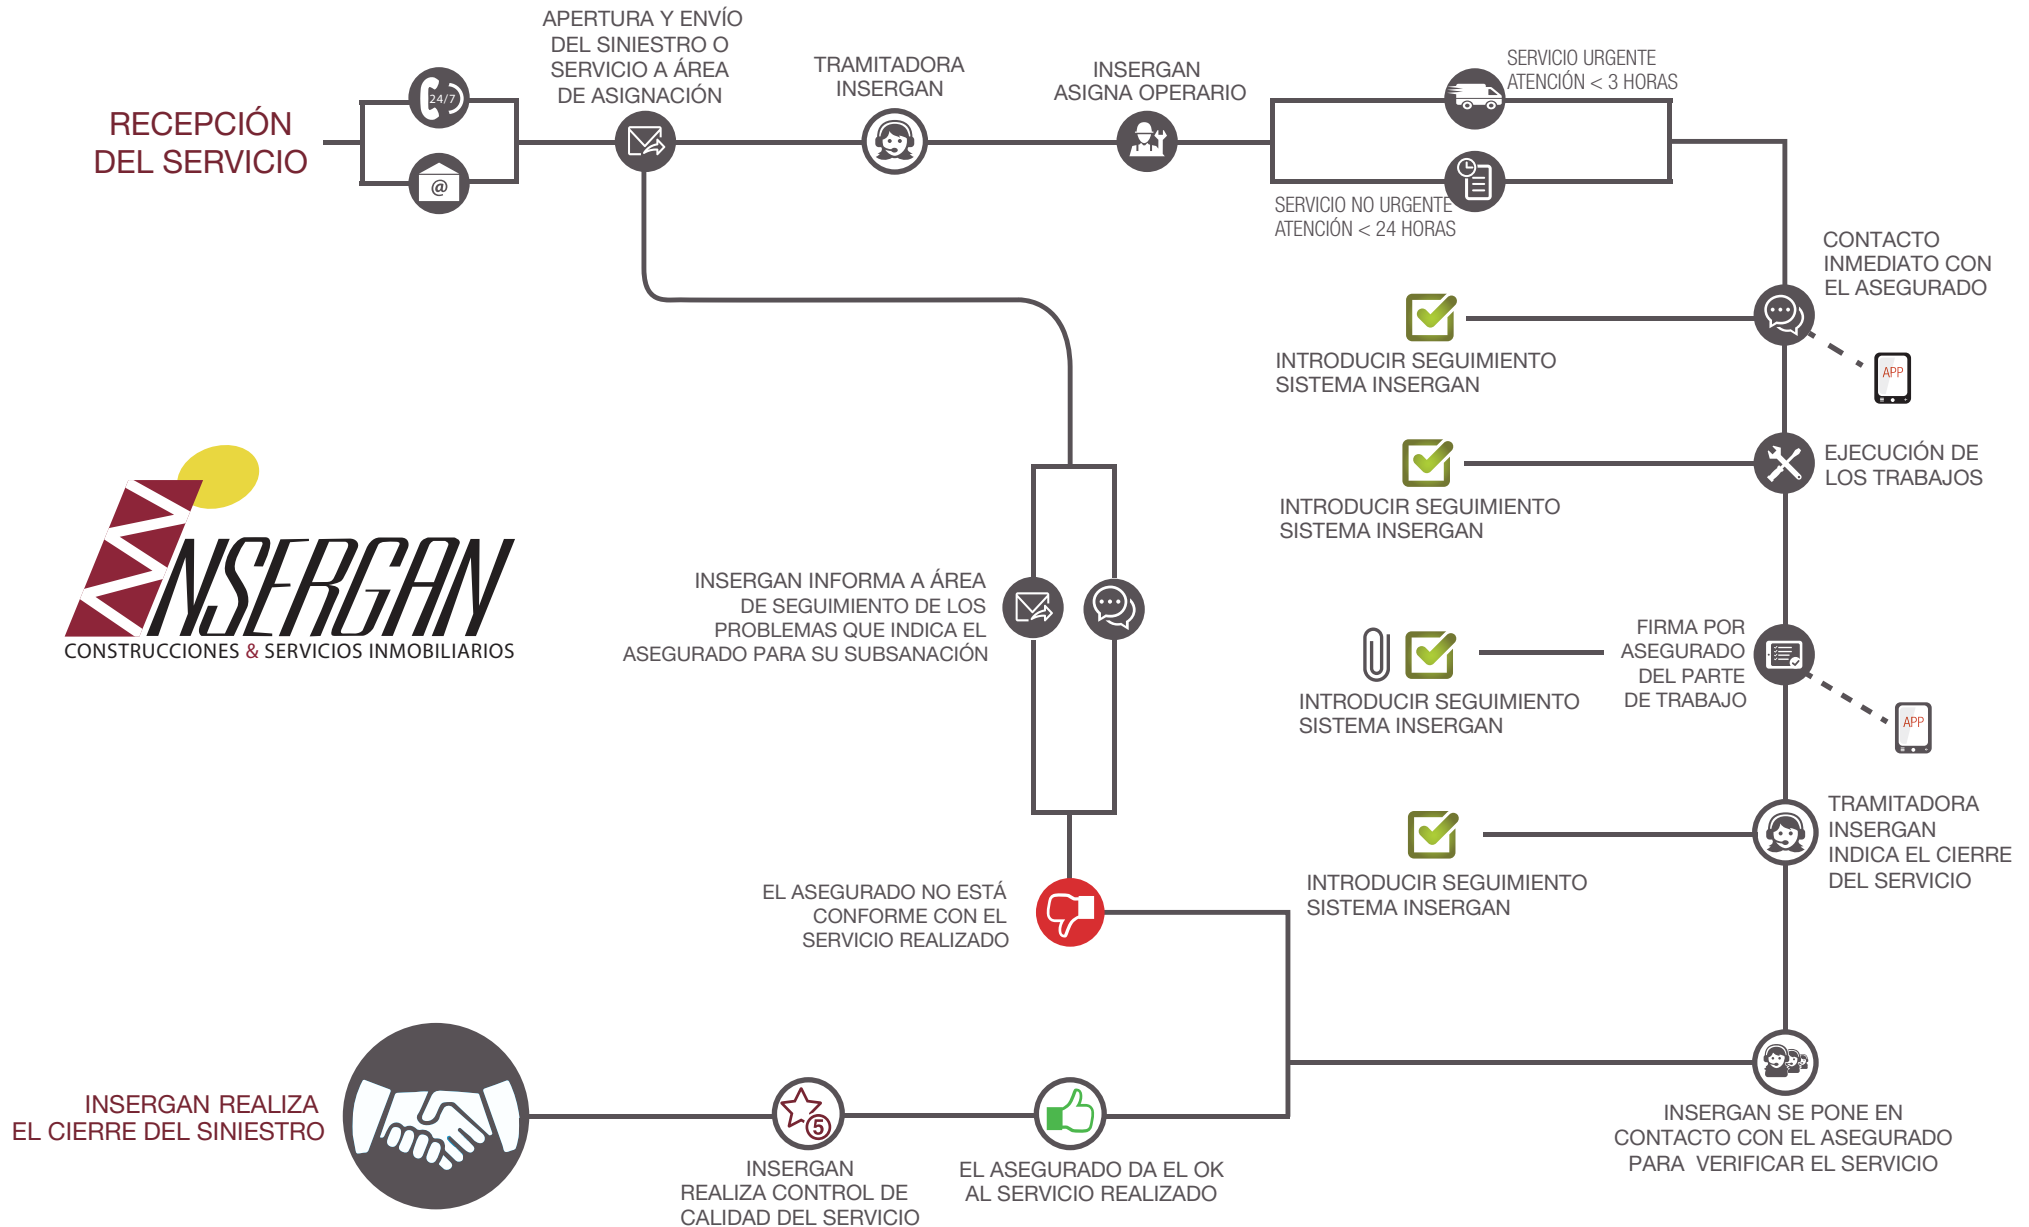 RECEPCIÓN
DEL SERVICIO
24/7
@
APERTURA Y ENVÍO
DEL SINIESTRO O
SERVICIO A ÁREA
DE ASIGNACIÓN
TRAMITADORA
INSERGAN
INSERGAN
ASIGNA OPERARIO
SERVICIO URGENTE
ATENCIÓN < 3 HORAS
SERVICIO NO URGENTE
ATENCIÓN < 24 HORAS
CONTACTO
INMEDIATO CON
EL ASEGURADO
INTRODUCIR SEGUIMIENTO
SISTEMA INSERGAN
APP
EJECUCIÓN DE
LOS TRABAJOS
INTRODUCIR SEGUIMIENTO
SISTEMA INSERGAN
INSERGAN
CONSTRUCCIONES & SERVICIOS INMOBILIARIOS
INSERGAN INFORMA A ÁREA
DE SEGUIMIENTO DE LOS
PROBLEMAS QUE INDICA EL
ASEGURADO PARA SU SUBSANACIÓN
FIRMA POR
ASEGURADO
DEL PARTE
DE TRABAJO
INTRODUCIR SEGUIMIENTO
SISTEMA INSERGAN
APP
TRAMITADORA
INSERGAN
INDICA EL CIERRE
DEL SERVICIO
INTRODUCIR SEGUIMIENTO
SISTEMA INSERGAN
EL ASEGURADO NO ESTÁ
CONFORME CON EL
SERVICIO REALIZADO
INSERGAN SE PONE EN
CONTACTO CON EL ASEGURADO
PARA VERIFICAR EL SERVICIO
EL ASEGURADO DA EL OK
AL SERVICIO REALIZADO
5
INSERGAN
REALIZA CONTROL DE
CALIDAD DEL SERVICIO
INSERGAN REALIZA
EL CIERRE DEL SINIESTRO